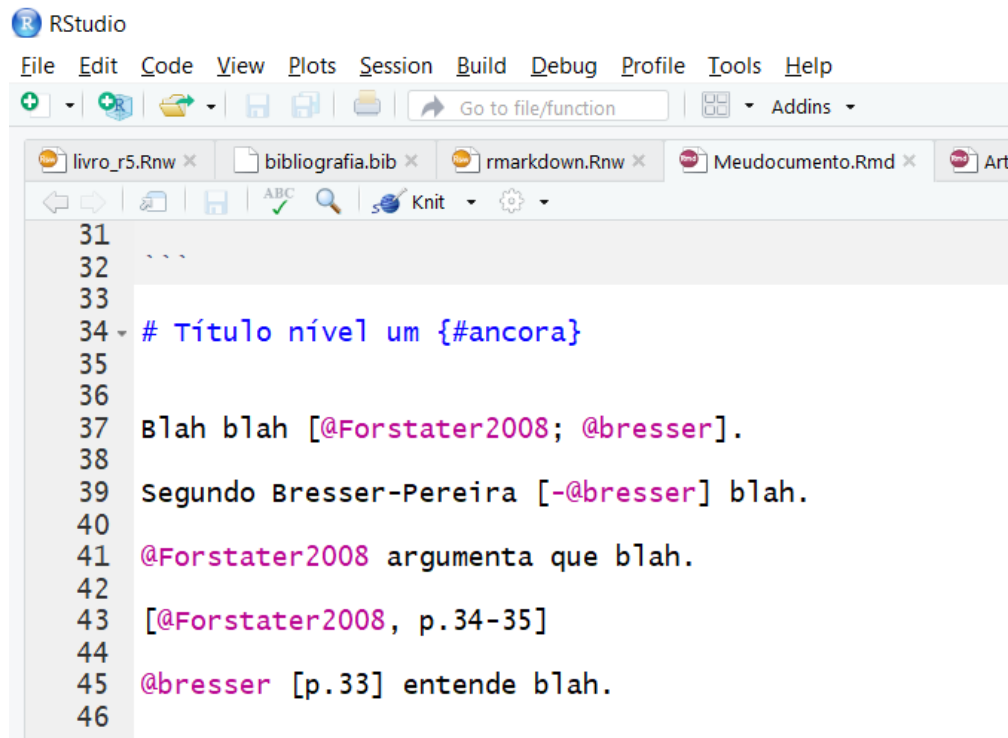 RStudio
File Edit Code View Plots Session Build Debug Profile Tools Help
Go to file/function Addins
livro_r5.Rnw bibliografia.bib rmarkdown.Rnw Meudocumento.Rmd Art
ABC Knit
31
32 ```
33
34 # Título nível um {#ancora}
35
36
37 Blah blah [@Forstater2008; @bresser].
38
39 Segundo Bresser-Pereira [-@bresser] blah.
40
41 @Forstater2008 argumenta que blah.
42
43 [@Forstater2008, p.34-35]
44
45 @bresser [p.33] entende blah.
46